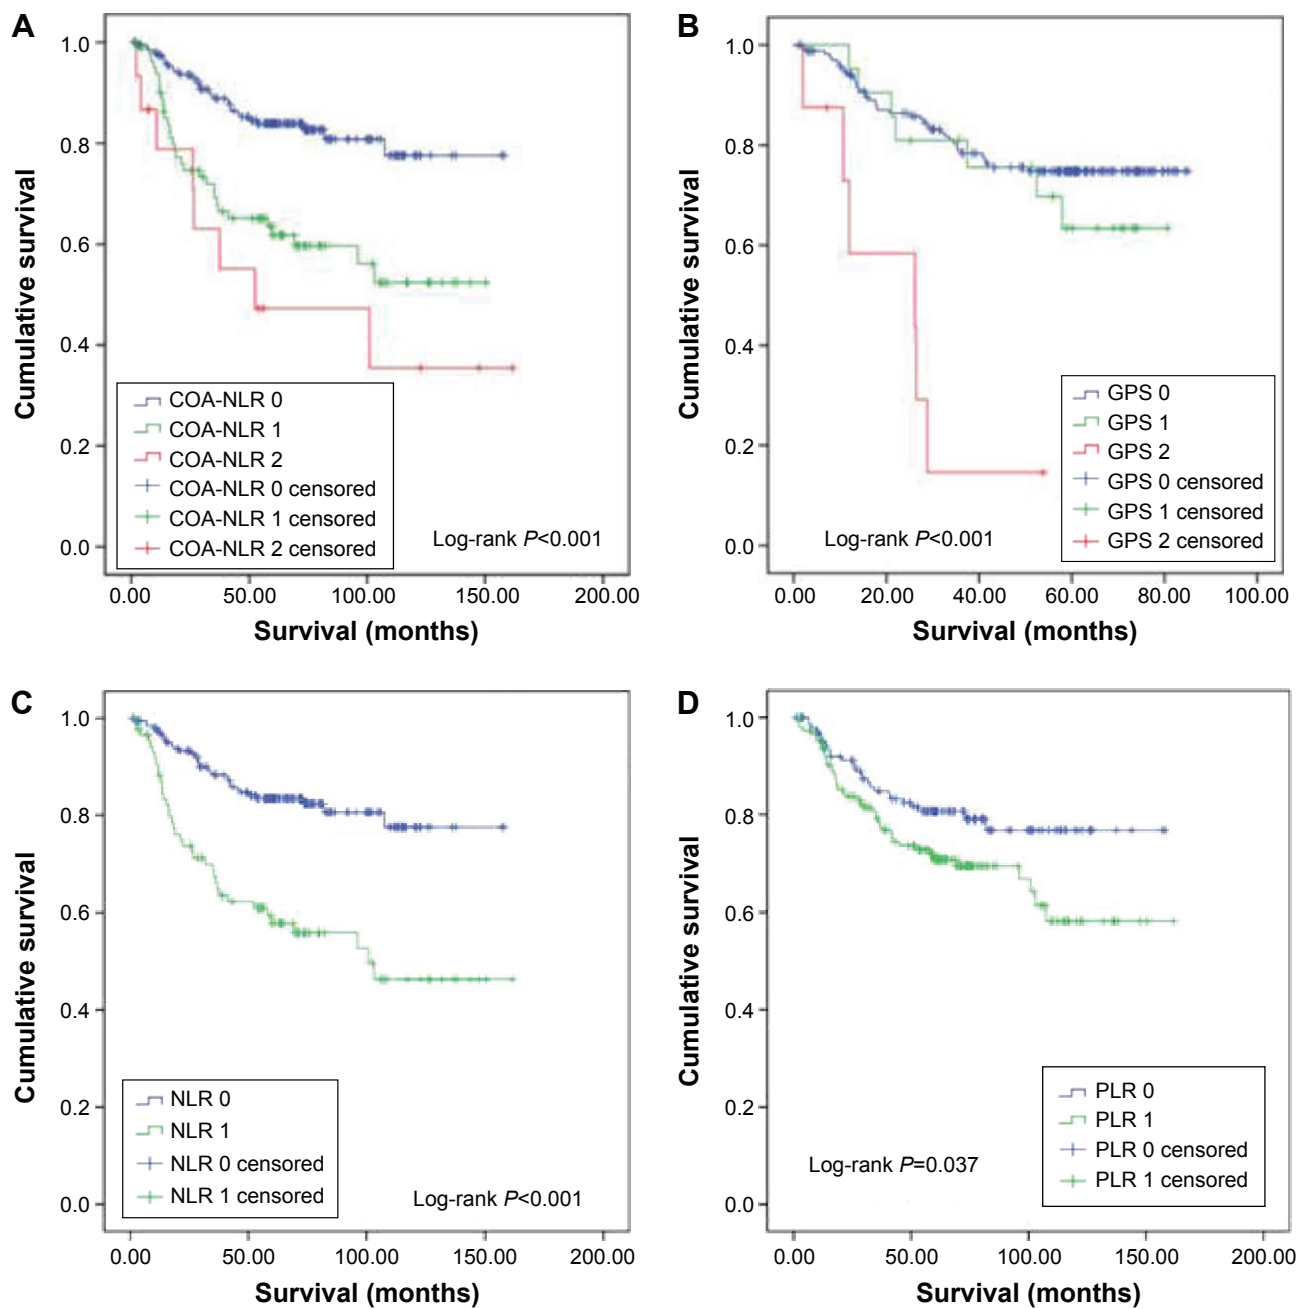 A
1.0
0.8
0.6
0.4
0.2
0.0
Cumulative survival
COA-NLR 0
COA-NLR 1
COA-NLR 2
COA-NLR 0 censored
COA-NLR 1 censored
COA-NLR 2 censored
Log-rank P<0.001
0.00 50.00 100.00 150.00 200.00
Survival (months)
B
1.0
0.8
0.6
0.4
0.2
0.0
Cumulative survival
GPS 0
GPS 1
GPS 2
GPS 0 censored
GPS 1 censored
GPS 2 censored
Log-rank P<0.001
0.00 20.00 40.00 60.00 80.00 100.00
Survival (months)
C
1.0
0.8
0.6
0.4
0.2
0.0
Cumulative survival
NLR 0
NLR 1
NLR 0 censored
NLR 1 censored
Log-rank P<0.001
0.00 50.00 100.00 150.00 200.00
Survival (months)
D
1.0
0.8
0.6
0.4
0.2
0.0
Cumulative survival
PLR 0
PLR 1
PLR 0 censored
PLR 1 censored
Log-rank P=0.037
0.00 50.00 100.00 150.00 200.00
Survival (months)